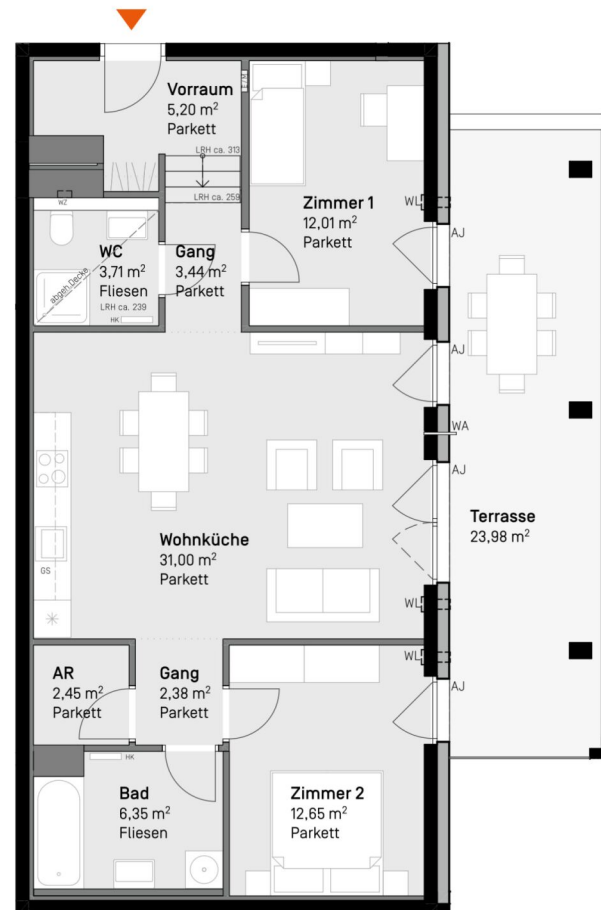 Vorraum
5,20 m²
Parkett
LRH ca. 313
LRH ca. 259
WZ
WC
3,71 m²
Fliesen
LRH ca. 239
HK
abgeh.Decke
Gang
3,44 m²
Parkett
Zimmer 1
12,01 m²
Parkett
WL
AJ
AJ
WA
AJ
Wohnküche
31,00 m²
Parkett
GS
Terrasse
23,98 m²
WL
WL
AJ
AR
2,45 m²
Parkett
Gang
2,38 m²
Parkett
HK
Bad
6,35 m²
Fliesen
Zimmer 2
12,65 m²
Parkett